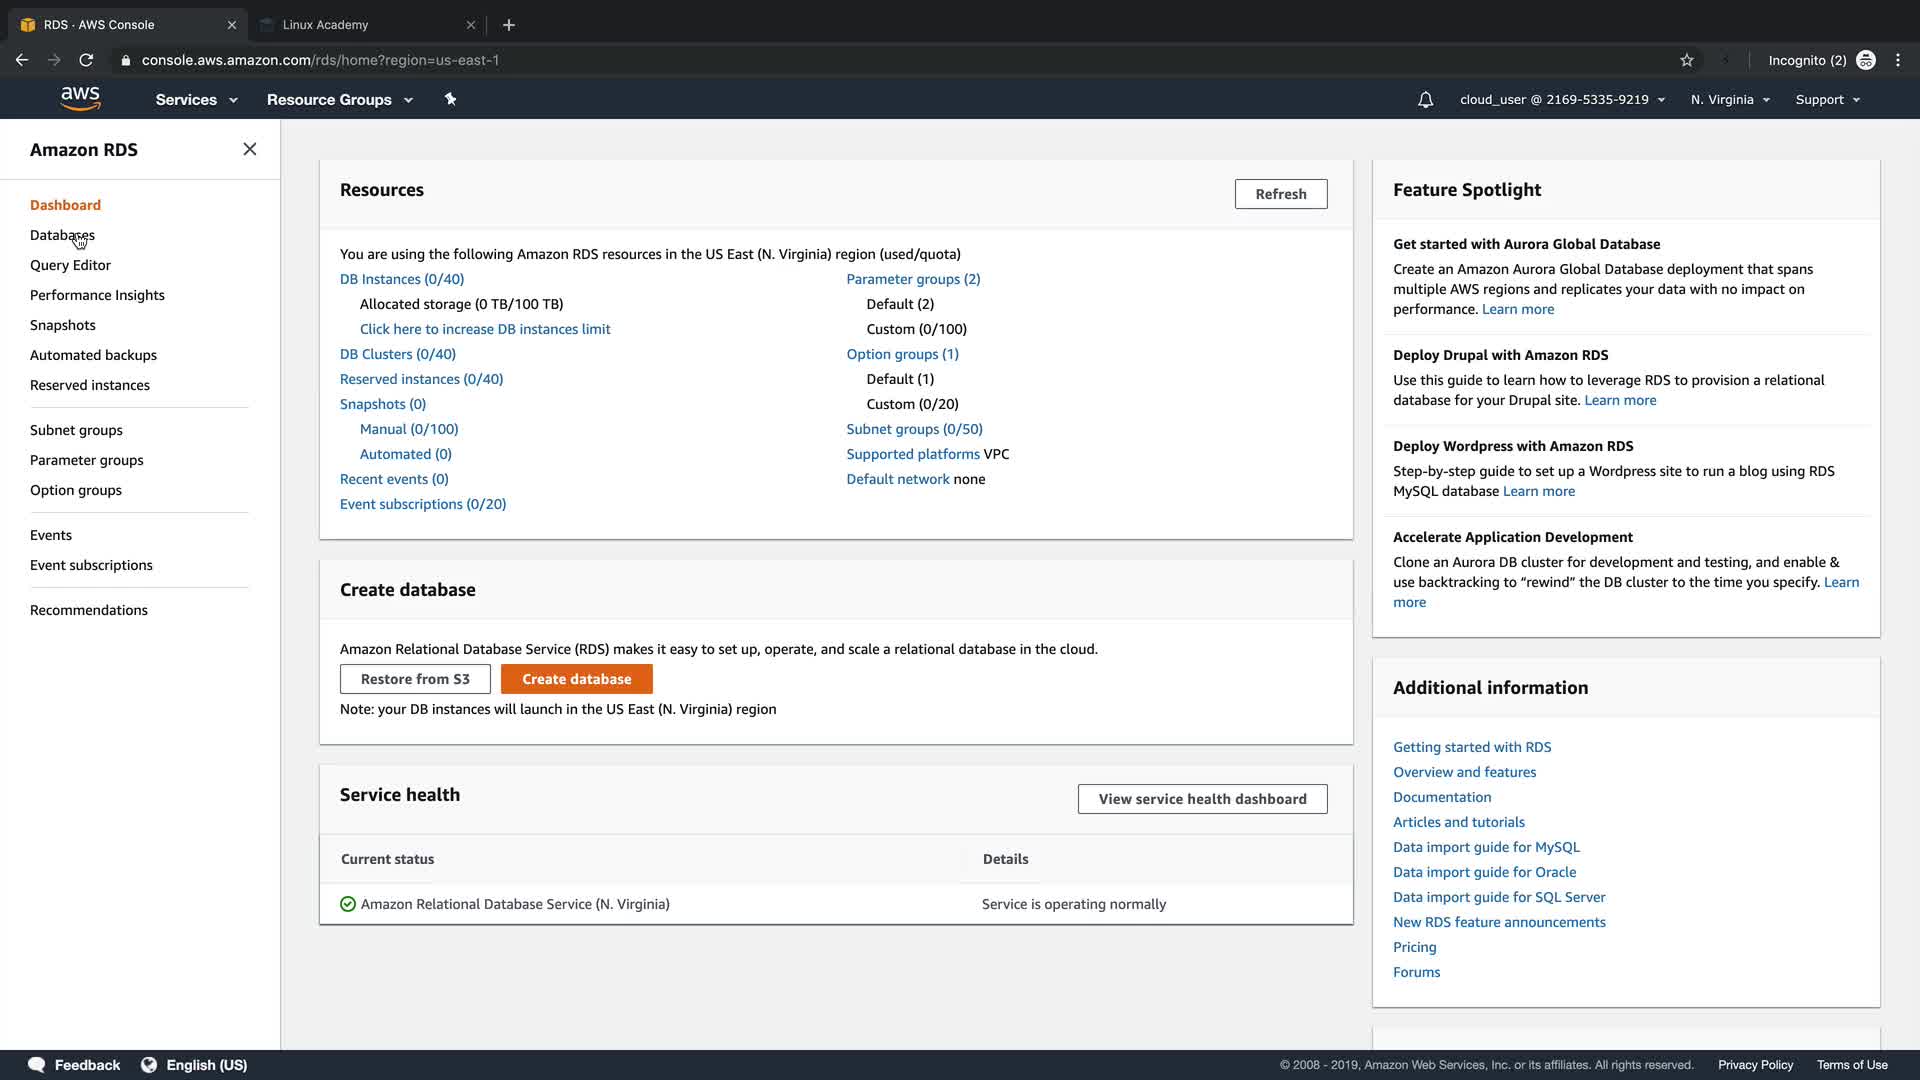 RDS · AWS Console
Linux Academy
console.aws.amazon.com/rds/home?region=us-east-1
Incognito (2)
aws
Services
Resource Groups
cloud_user @ 2169-5335-9219
N. Virginia
Support
Amazon RDS
Dashboard
Databases
Query Editor
Performance Insights
Snapshots
Automated backups
Reserved instances
Subnet groups
Parameter groups
Option groups
Events
Event subscriptions
Recommendations
Resources
Refresh
You are using the following Amazon RDS resources in the US East (N. Virginia) region (used/quota)
DB Instances (0/40)
Allocated storage (0 TB/100 TB)
Click here to increase DB instances limit
DB Clusters (0/40)
Reserved instances (0/40)
Snapshots (0)
Manual (0/100)
Automated (0)
Recent events (0)
Event subscriptions (0/20)
Parameter groups (2)
Default (2)
Custom (0/100)
Option groups (1)
Default (1)
Custom (0/20)
Subnet groups (0/50)
Supported platforms VPC
Default network none
Create database
Amazon Relational Database Service (RDS) makes it easy to set up, operate, and scale a relational database in the cloud.
Restore from S3
Create database
Note: your DB instances will launch in the US East (N. Virginia) region
Service health
View service health dashboard
Current status
Details
Amazon Relational Database Service (N. Virginia)
Service is operating normally
Feature Spotlight
Get started with Aurora Global Database
Create an Amazon Aurora Global Database deployment that spans
multiple AWS regions and replicates your data with no impact on
performance. Learn more
Deploy Drupal with Amazon RDS
Use this guide to learn how to leverage RDS to provision a relational
database for your Drupal site. Learn more
Deploy Wordpress with Amazon RDS
Step-by-step guide to set up a Wordpress site to run a blog using RDS
MySQL database Learn more
Accelerate Application Development
Clone an Aurora DB cluster for development and testing, and enable &
use backtracking to “rewind” the DB cluster to the time you specify. Learn
more
Additional information
Getting started with RDS
Overview and features
Documentation
Articles and tutorials
Data import guide for MySQL
Data import guide for Oracle
Data import guide for SQL Server
New RDS feature announcements
Pricing
Forums
Feedback
English (US)
© 2008 - 2019, Amazon Web Services, Inc. or its affiliates. All rights reserved.
Privacy Policy
Terms of Use